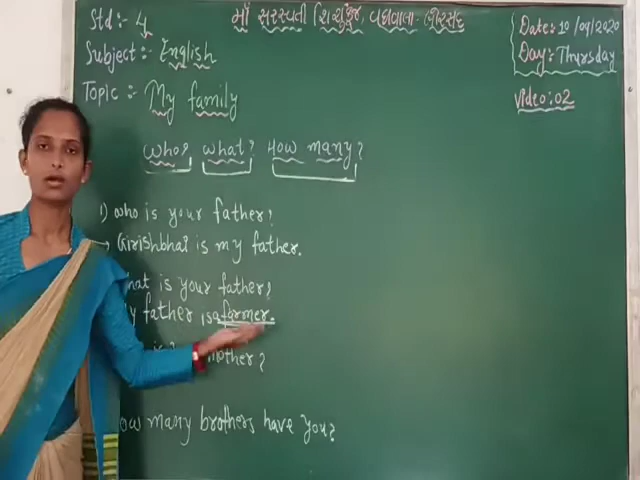 Std:- 4
માઁ સરસ્વતી શિશુકુંજ, વઢવાલા-બોરસદ
Date:- 10/09/2020
Subject:- English
Day:- Thursday
Topic:- My family
Video:02
who? what? How many?
1) who is your father?
→ Girishbhai is my father.
hat is your father?
y father is a farmer.
mother?
ow many brothers have you?